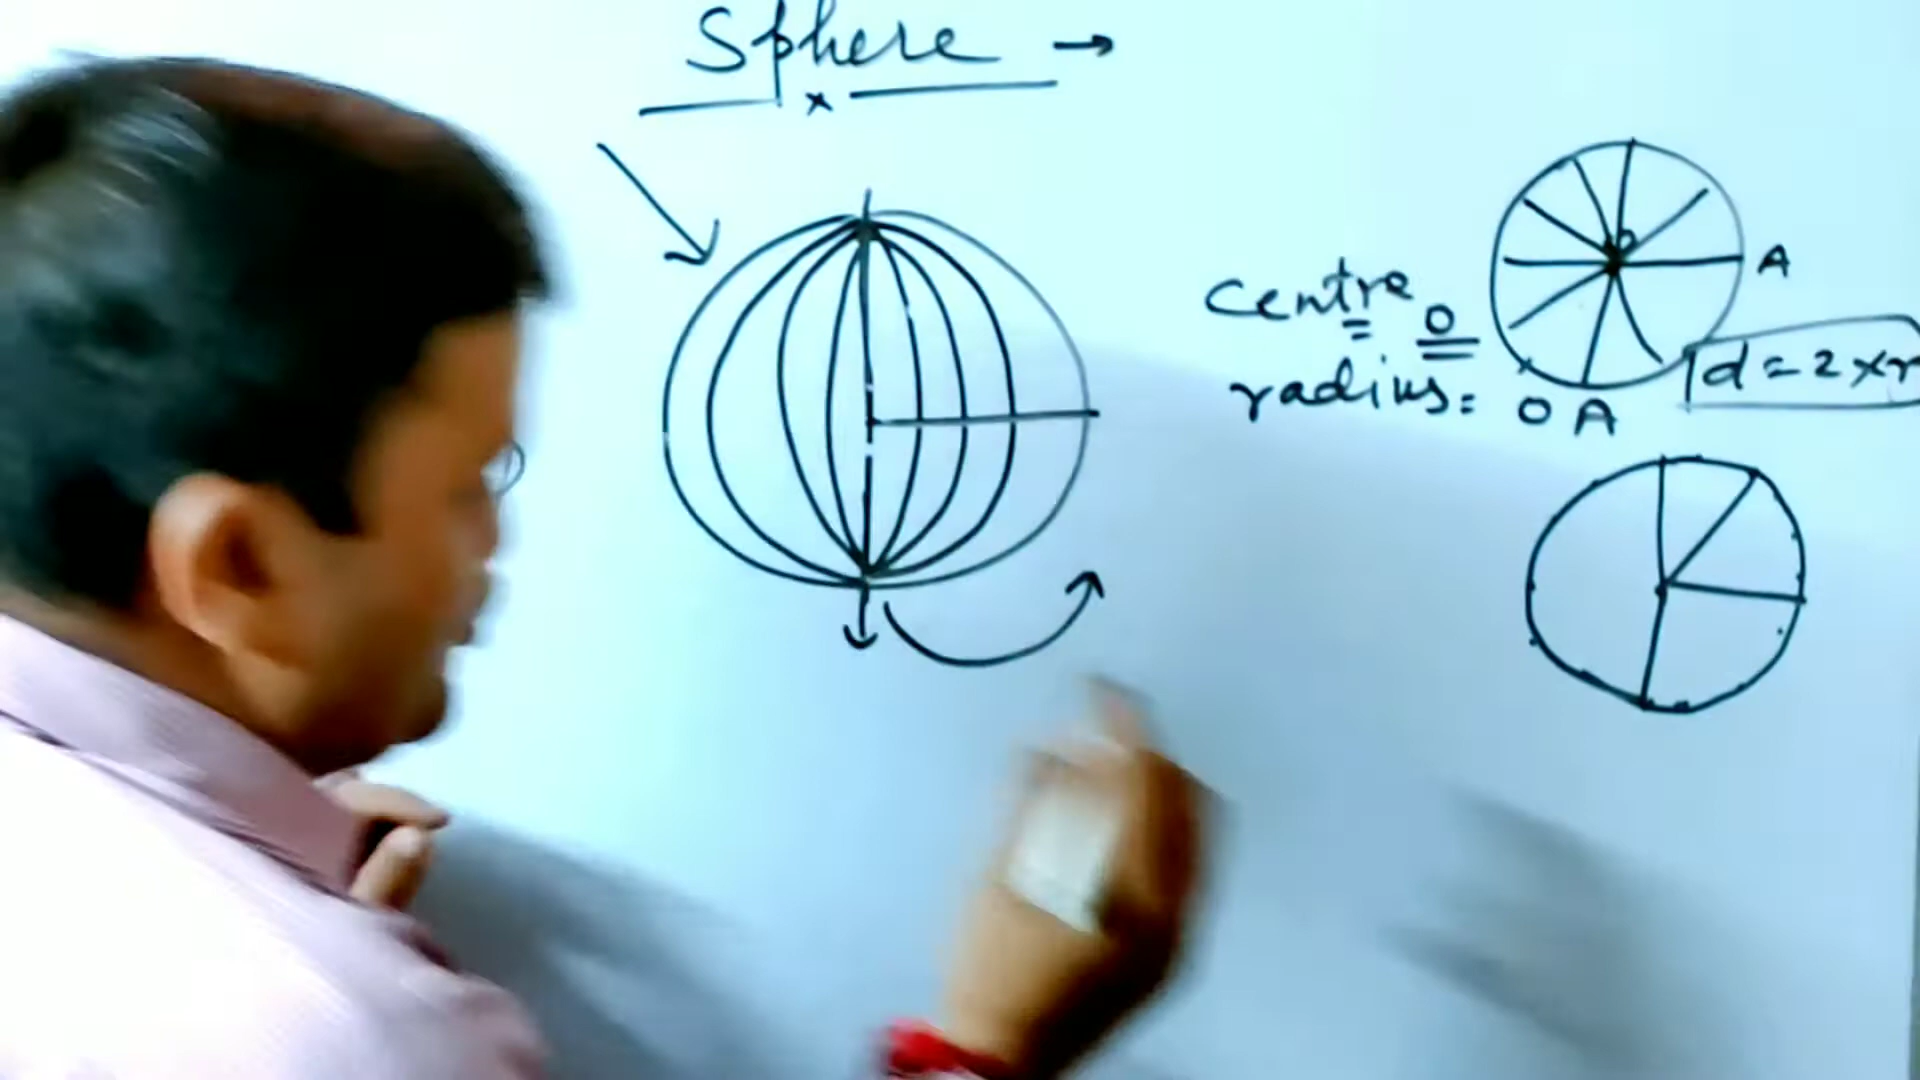 Sphere →
A
Centre O
radius = OA
d = 2 × r